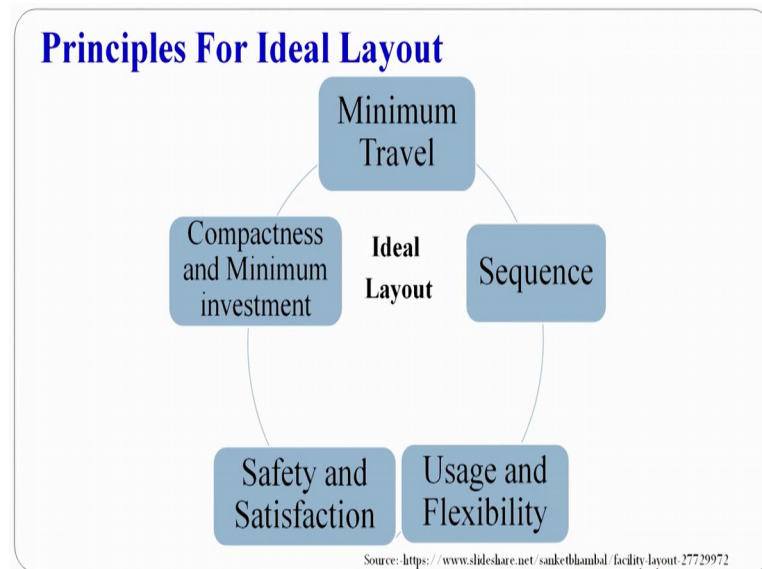 Principles For Ideal Layout
Minimum
Travel
Compactness
and Minimum
investment
Ideal
Layout
Sequence
Safety and
Satisfaction
Usage and
Flexibility
Source:-https://www.slideshare.net/sanketbhambal/facility-layout-27729972